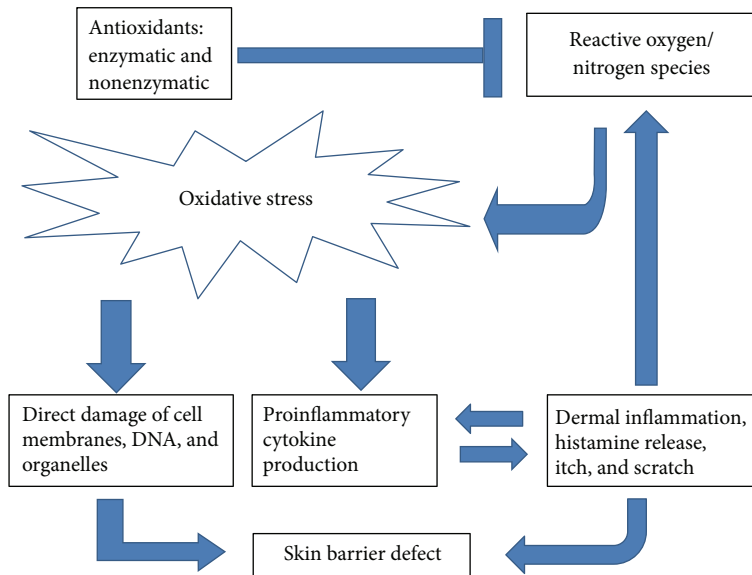 Antioxidants:
enzymatic and
nonenzymatic
Reactive oxygen/
nitrogen species
Oxidative stress
Direct damage of cell
membranes, DNA, and
organelles
Proinflammatory
cytokine
production
Dermal inflammation,
histamine release,
itch, and scratch
Skin barrier defect